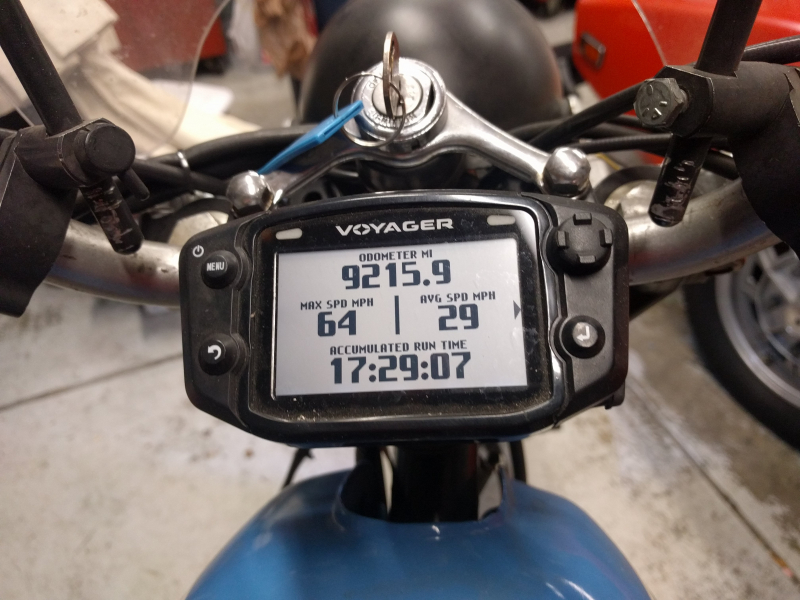 VOYAGER
MENU
ODOMETER MI
9215.9
MAX SPD MPH
AVG SPD MPH
64
29
ACCUMULATED RUN TIME
17:29:07